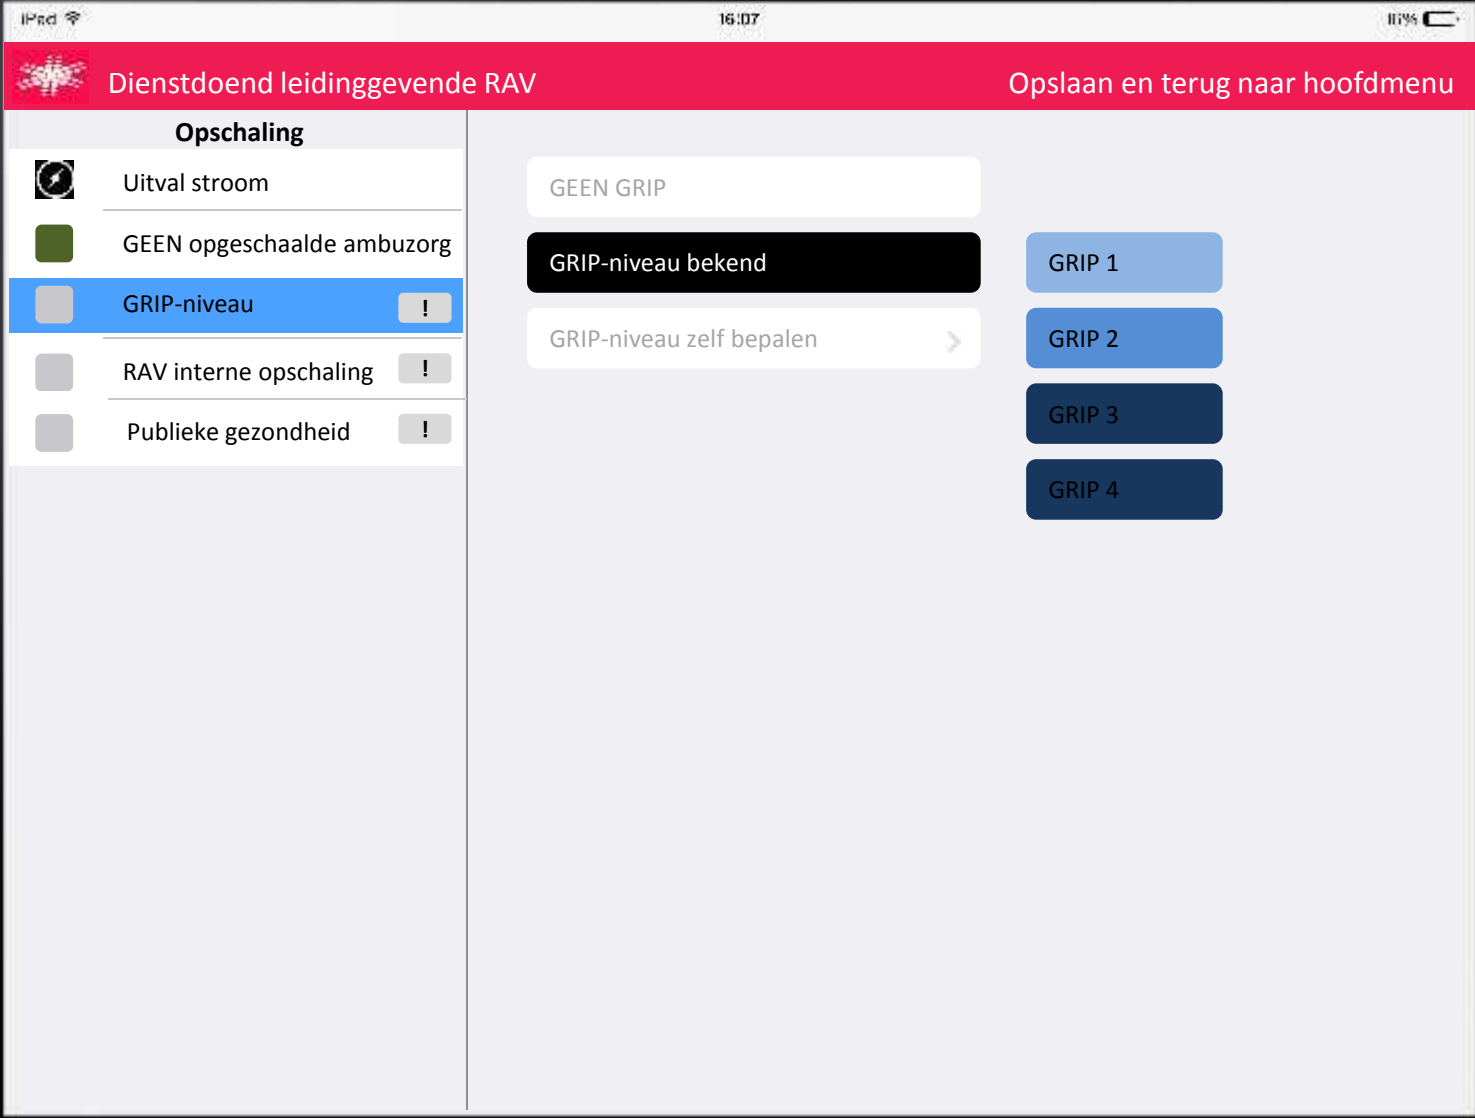 iPad
16:07
16%
Dienstdoend leidinggevende RAV
Opslaan en terug naar hoofdmenu
Opschaling
Uitval stroom
GEEN opgeschaalde ambuzorg
GRIP-niveau !
RAV interne opschaling !
Publieke gezondheid !
GEEN GRIP
GRIP-niveau bekend
GRIP-niveau zelf bepalen
GRIP 1
GRIP 2
GRIP 3
GRIP 4